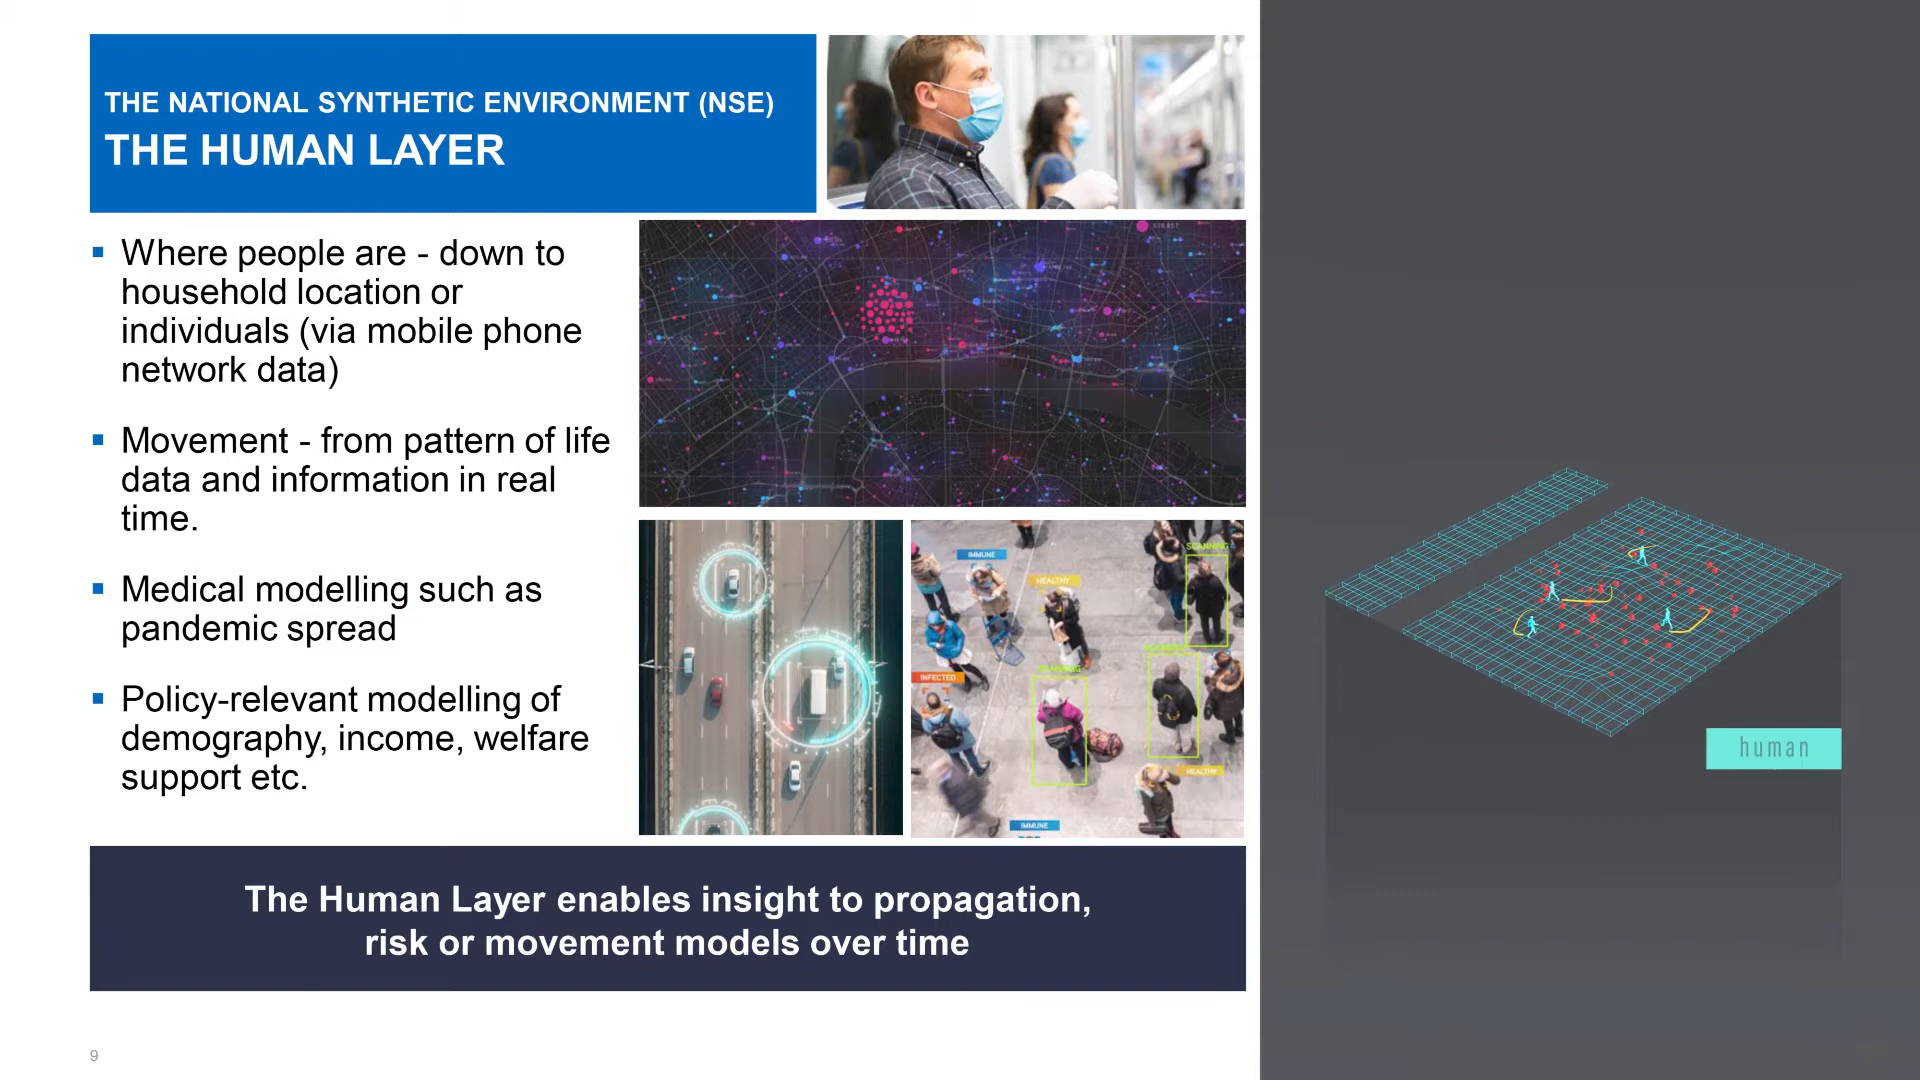 THE NATIONAL SYNTHETIC ENVIRONMENT (NSE)
THE HUMAN LAYER
Where people are - down to
household location or
individuals (via mobile phone
network data)
Movement - from pattern of life
data and information in real
time.
Medical modelling such as
pandemic spread
Policy-relevant modelling of
demography, income, welfare
support etc.
IMMUNE
SCANNING
HEALTHY
SCANNING
INFECTED
HEALTHY
IMMUNE
human
The Human Layer enables insight to propagation,
risk or movement models over time
9